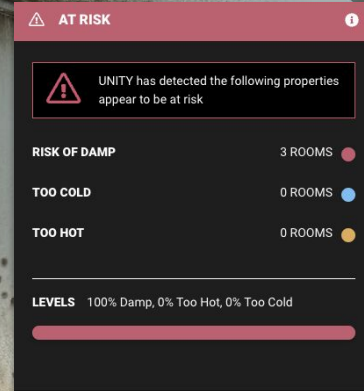 AT RISK
UNITY has detected the following properties
appear to be at risk
RISK OF DAMP 3 ROOMS
TOO COLD 0 ROOMS
TOO HOT 0 ROOMS
LEVELS 100% Damp, 0% Too Hot, 0% Too Cold